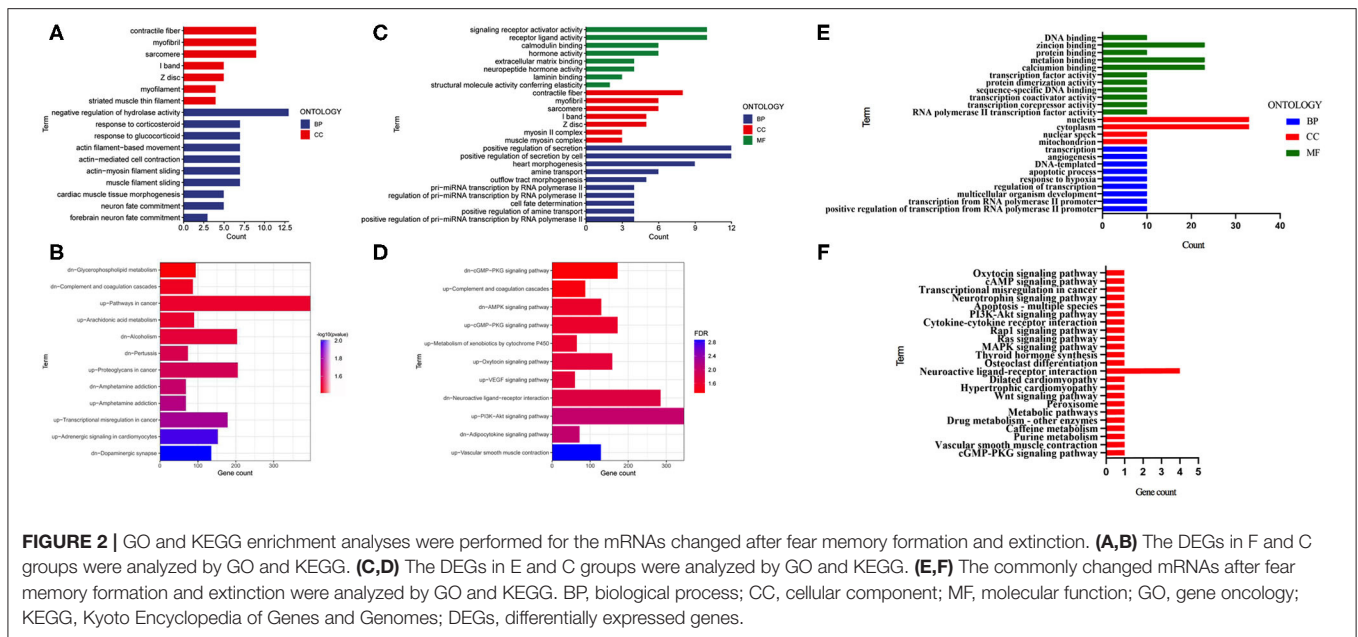 A
contractile fiber
myofibril
sarcomere
I band
Z disc
myofilament
striated muscle thin filament
negative regulation of hydrolase activity
response to corticosteroid
response to glucocorticoid
actin filament-based movement
actin-mediated cell contraction
actin-myosin filament sliding
muscle filament sliding
cardiac muscle tissue morphogenesis
neuron fate commitment
forebrain neuron fate commitment
Term
0.0 2.5 5.0 7.5 10.0 12.5
Count
ONTOLOGY
BP
CC
B
dn-Glycerophospholipid metabolism
dn-Complement and coagulation cascades
up-Pathways in cancer
up-Arachidonic acid metabolism
dn-Alcoholism
dn-Pertussis
up-Proteoglycans in cancer
dn-Amphetamine addiction
up-Amphetamine addiction
up-Transcriptional misregulation in cancer
up-Adrenergic signaling in cardiomyocytes
dn-Dopaminergic synapse
Term
0 100 200 300
Gene count
-log10(pvalue)
2.0
1.8
1.6
C
signaling receptor activator activity
receptor ligand activity
calmodulin binding
hormone activity
extracellular matrix binding
neuropeptide hormone activity
laminin binding
structural molecule activity conferring elasticity
contractile fiber
myofibril
sarcomere
I band
Z disc
myosin II complex
muscle myosin complex
positive regulation of secretion
positive regulation of secretion by cell
heart morphogenesis
amine transport
outflow tract morphogenesis
pri-miRNA transcription by RNA polymerase II
regulation of pri-miRNA transcription by RNA polymerase II
cell fate determination
positive regulation of amine transport
positive regulation of pri-miRNA transcription by RNA polymerase II
Term
0 3 6 9 12
Count
ONTOLOGY
BP
CC
MF
D
dn-cGMP-PKG signaling pathway
up-Complement and coagulation cascades
dn-AMPK signaling pathway
up-cGMP-PKG signaling pathway
up-Metabolism of xenobiotics by cytochrome P450
up-Oxytocin signaling pathway
up-VEGF signaling pathway
dn-Neuroactive ligand-receptor interaction
up-PI3K-Akt signaling pathway
dn-Adipocytokine signaling pathway
up-Vascular smooth muscle contraction
Term
0 100 200 300
Gene count
FDR
2.8
2.4
2.0
1.6
E
DNA binding
zincion binding
protein binding
metalion binding
calciumion binding
transcription factor activity
protein dimerization activity
sequence-specific DNA binding
transcription coactivator activity
transcription corepressor activity
RNA polymerase II transcription factor activity
nucleus
cytoplasm
nuclear speck
mitochondrion
transcription
angiogenesis
DNA-templated
apoptotic process
response to hypoxia
regulation of transcription
multicellular organism development
transcription from RNA polymerase II promoter
positive regulation of transcription from RNA polymerase II promoter
Term
0 10 20 30 40
Count
ONTOLOGY
BP
CC
MF
F
Oxytocin signaling pathway
cAMP signaling pathway
Transcriptional misregulation in cancer
Neurotrophin signaling pathway
Apoptosis - multiple species
PI3K-Akt signaling pathway
Cytokine-cytokine receptor interaction
Rap1 signaling pathway
Ras signaling pathway
MAPK signaling pathway
Thyroid hormone synthesis
Osteoclast differentiation
Neuroactive ligand-receptor interaction
Dilated cardiomyopathy
Hypertrophic cardiomyopathy
Wnt signaling pathway
Peroxisome
Metabolic pathways
Drug metabolism - other enzymes
Caffeine metabolism
Purine metabolism
Vascular smooth muscle contraction
cGMP-PKG signaling pathway
Term
0 1 2 3 4 5
Gene count
FIGURE 2 | GO and KEGG enrichment analyses were performed for the mRNAs changed after fear memory formation and extinction. (A,B) The DEGs in F and C
groups were analyzed by GO and KEGG. (C,D) The DEGs in E and C groups were analyzed by GO and KEGG. (E,F) The commonly changed mRNAs after fear
memory formation and extinction were analyzed by GO and KEGG. BP, biological process; CC, cellular component; MF, molecular function; GO, gene oncology;
KEGG, Kyoto Encyclopedia of Genes and Genomes; DEGs, differentially expressed genes.